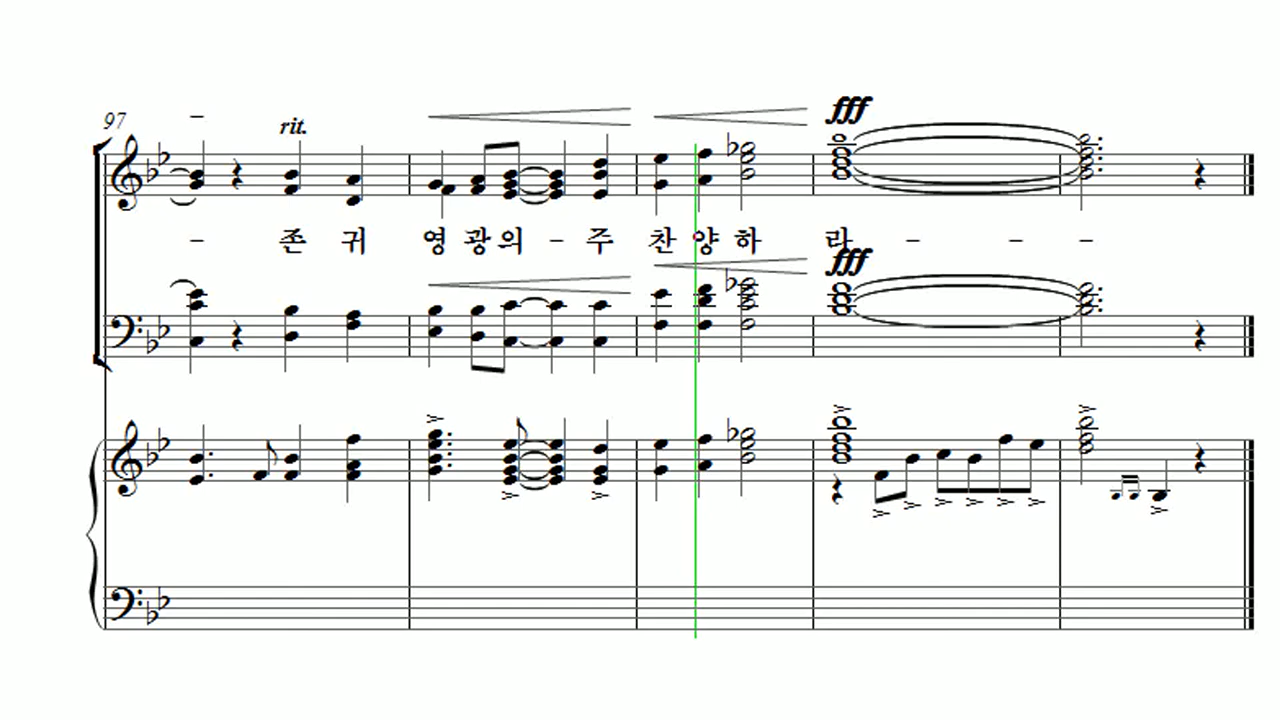 97
rit.
fff
- 존 귀 영 광 의 - 주 찬 양 하 라 - - -
fff